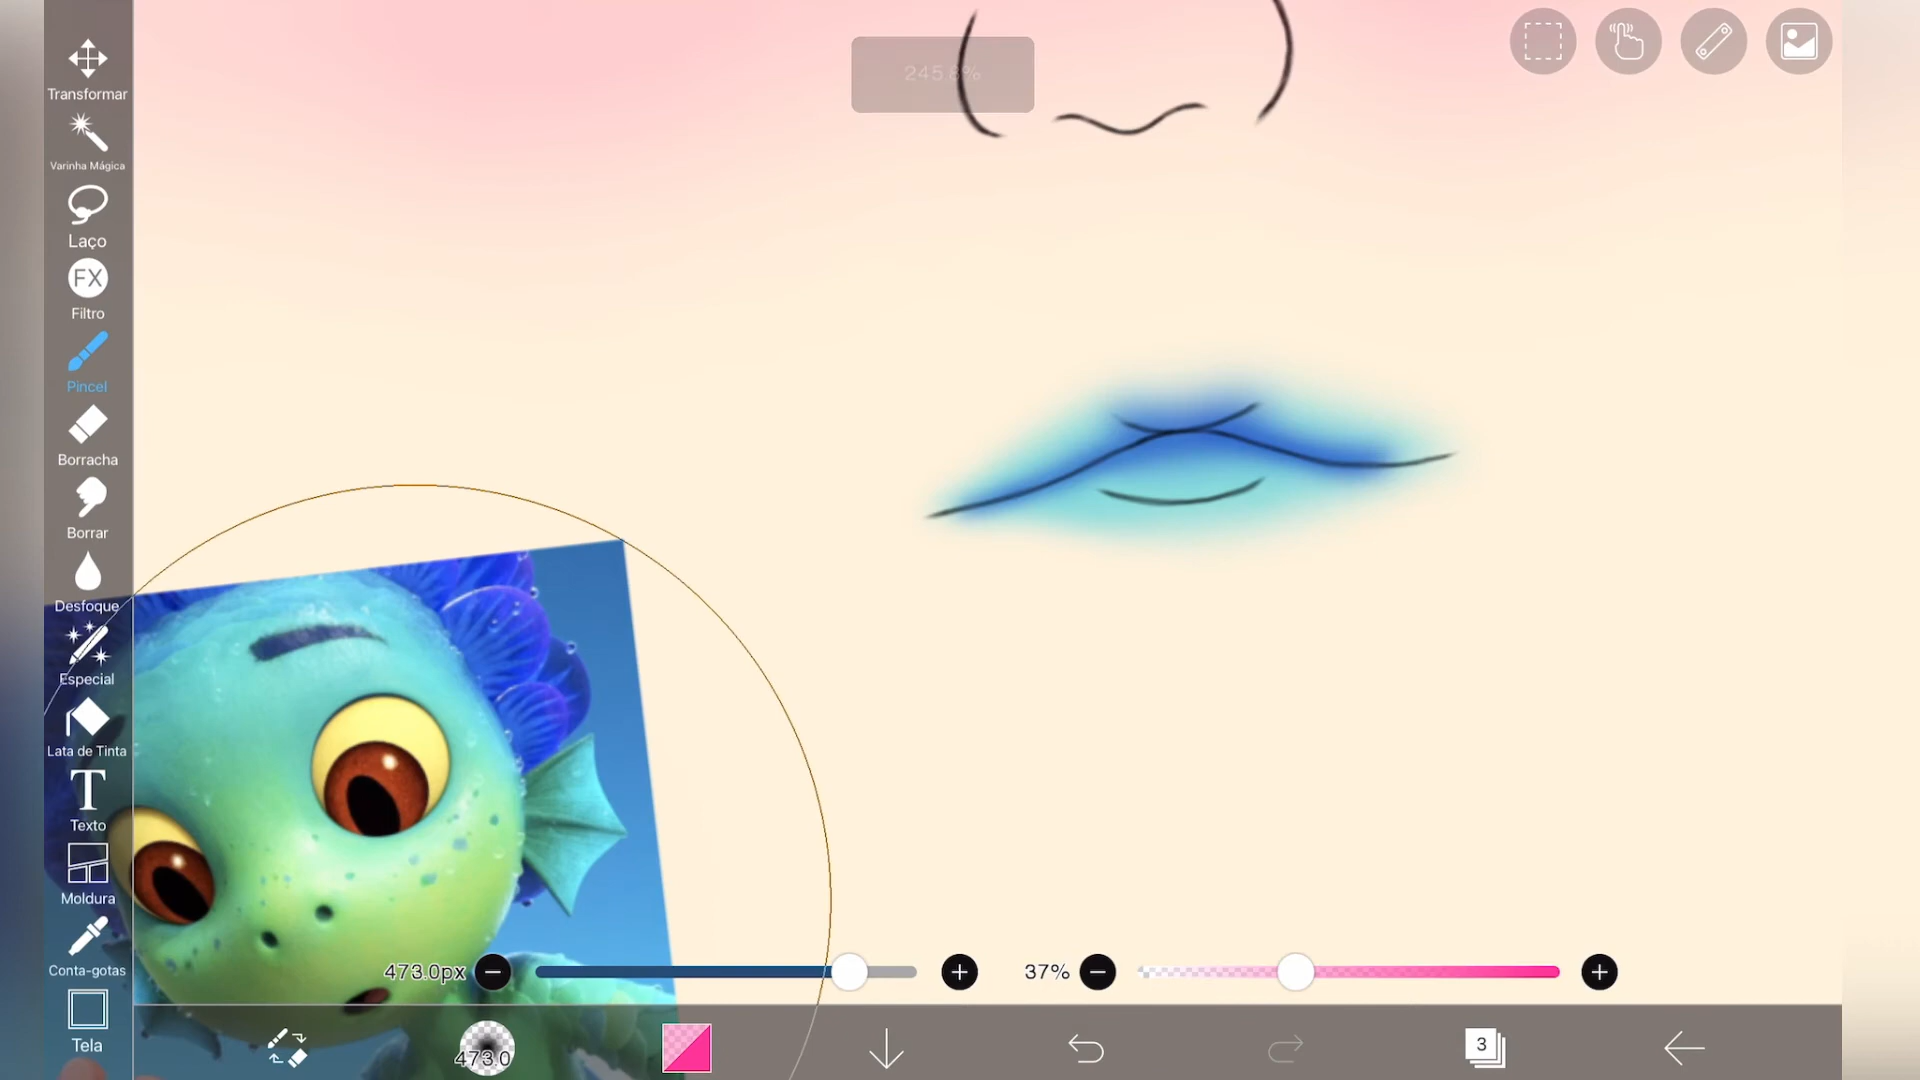 245.8%
Transformar
Varinha Mágica
Laço
FX
Filtro
Pincel
Borracha
Borrar
Desfoque
Especial
Lata de Tinta
T
Texto
Moldura
Conta-gotas
Tela
473.0px
37%
473.0
3